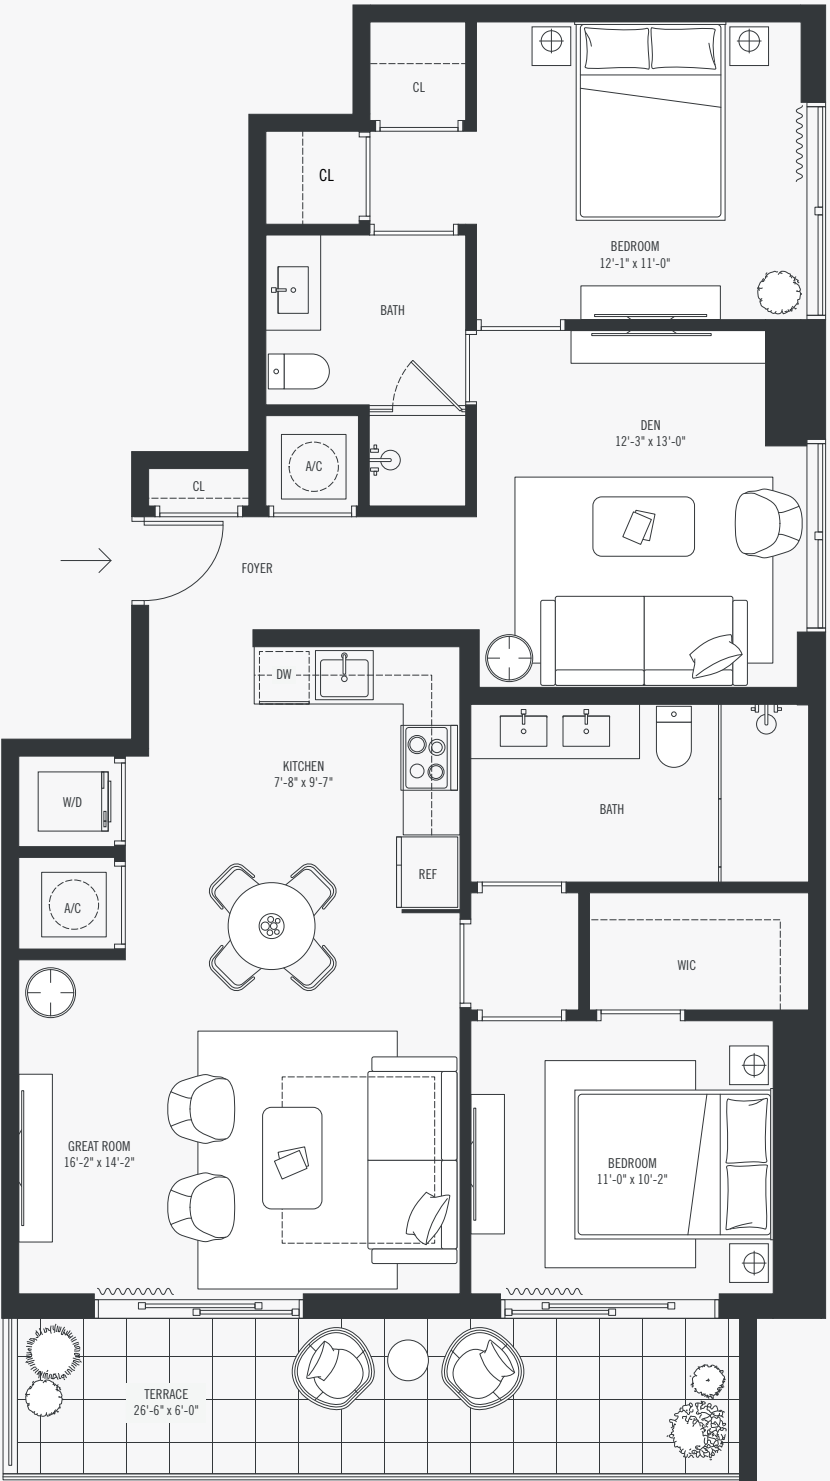 CL
CL
BEDROOM
12'-1" x 11'-0"
BATH
DEN
12'-3" x 13'-0"
A/C
CL
FOYER
DW
KITCHEN
7'-8" x 9'-7"
W/D
BATH
REF
A/C
WIC
GREAT ROOM
16'-2" x 14'-2"
BEDROOM
11'-0" x 10'-2"
TERRACE
26'-6" x 6'-0"